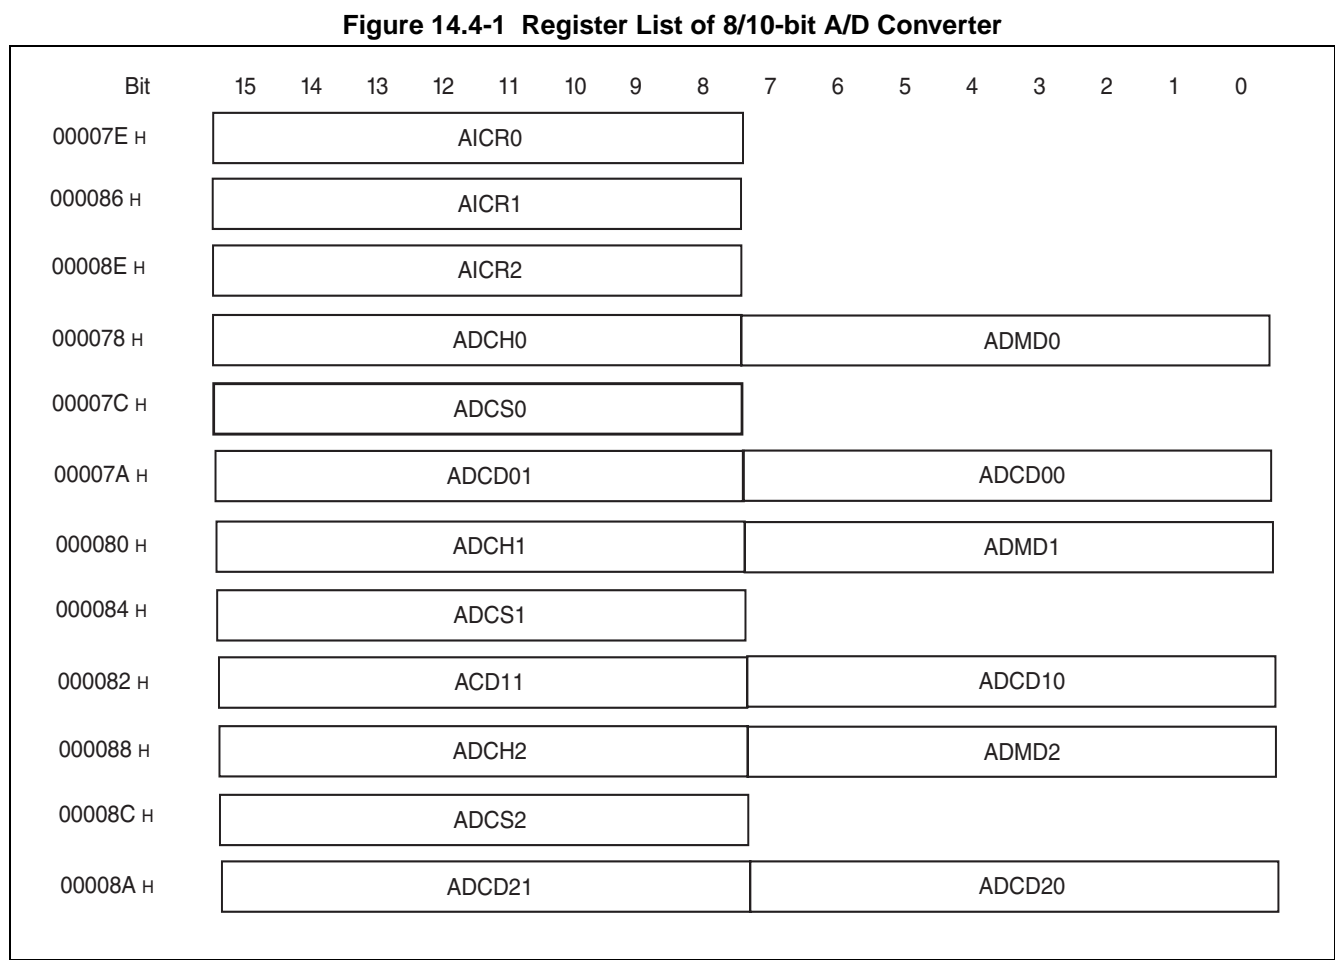 Figure 14.4-1 Register List of 8/10-bit A/D Converter
Bit 15 14 13 12 11 10 9 8 7 6 5 4 3 2 1 0
00007E H AICR0
000086 H AICR1
00008E H AICR2
000078 H ADCH0 ADMD0
00007C H ADCS0
00007A H ADCD01 ADCD00
000080 H ADCH1 ADMD1
000084 H ADCS1
000082 H ACD11 ADCD10
000088 H ADCH2 ADMD2
00008C H ADCS2
00008A H ADCD21 ADCD20